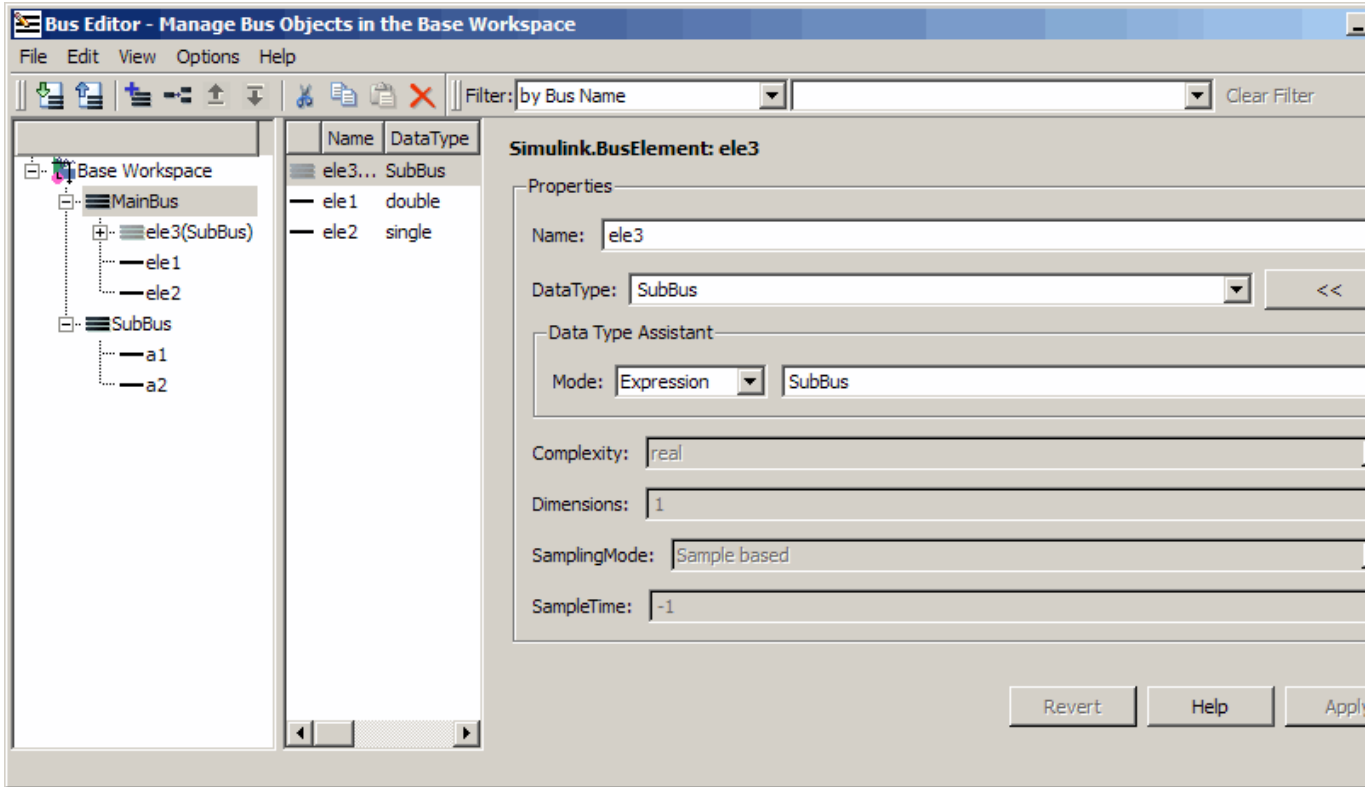 Bus Editor - Manage Bus Objects in the Base Workspace
File Edit View Options Help
Filter: by Bus Name Clear Filter
Base Workspace
MainBus
ele3(SubBus)
ele1
ele2
SubBus
a1
a2
Name DataType
ele3... SubBus
ele1 double
ele2 single
Simulink.BusElement: ele3
Properties
Name: ele3
DataType: SubBus <<
Data Type Assistant
Mode: Expression SubBus
Complexity: real
Dimensions: 1
SamplingMode: Sample based
SampleTime: -1
Revert Help Apply